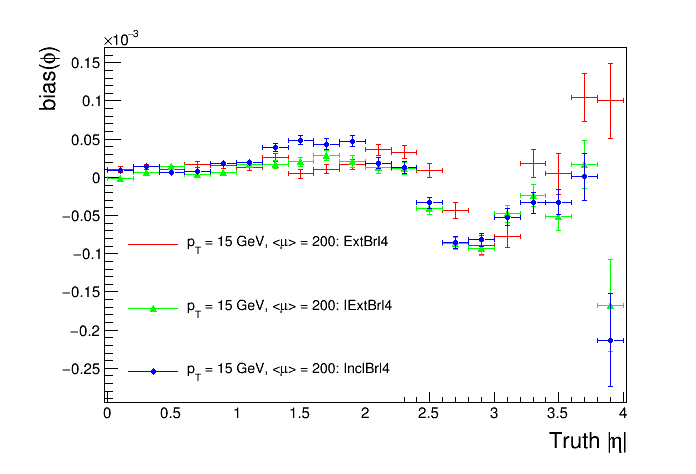 ×10⁻³
bias(ϕ)
0.15
0.1
0.05
0
−0.05
−0.1
−0.15
−0.2
−0.25
p_T = 15 GeV, <μ> = 200: ExtBrl4
p_T = 15 GeV, <μ> = 200: IExtBrl4
p_T = 15 GeV, <μ> = 200: InclBrl4
0 0.5 1 1.5 2 2.5 3 3.5 4
Truth |η|